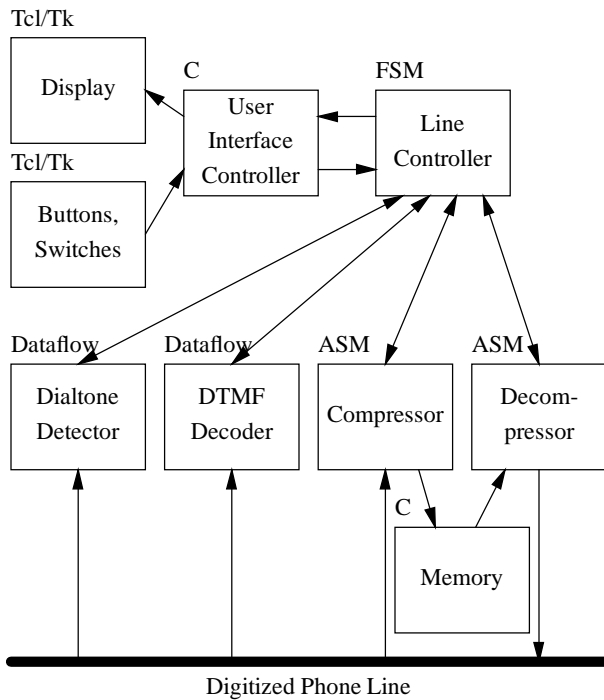 Tcl/Tk
Display
C
User
Interface
Controller
FSM
Line
Controller
Tcl/Tk
Buttons,
Switches
Dataflow
Dialtone
Detector
Dataflow
DTMF
Decoder
ASM
Compressor
ASM
Decom-
pressor
C
Memory
Digitized Phone Line